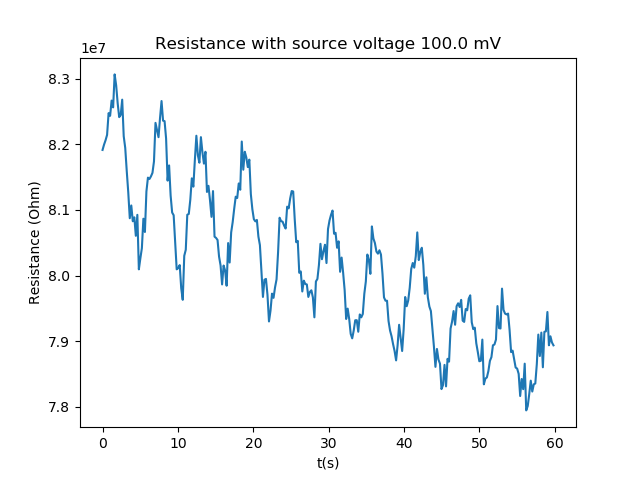 Resistance with source voltage 100.0 mV
1e7
8.3
8.2
8.1
8.0
7.9
7.8
Resistance (Ohm)
0 10 20 30 40 50 60
t(s)